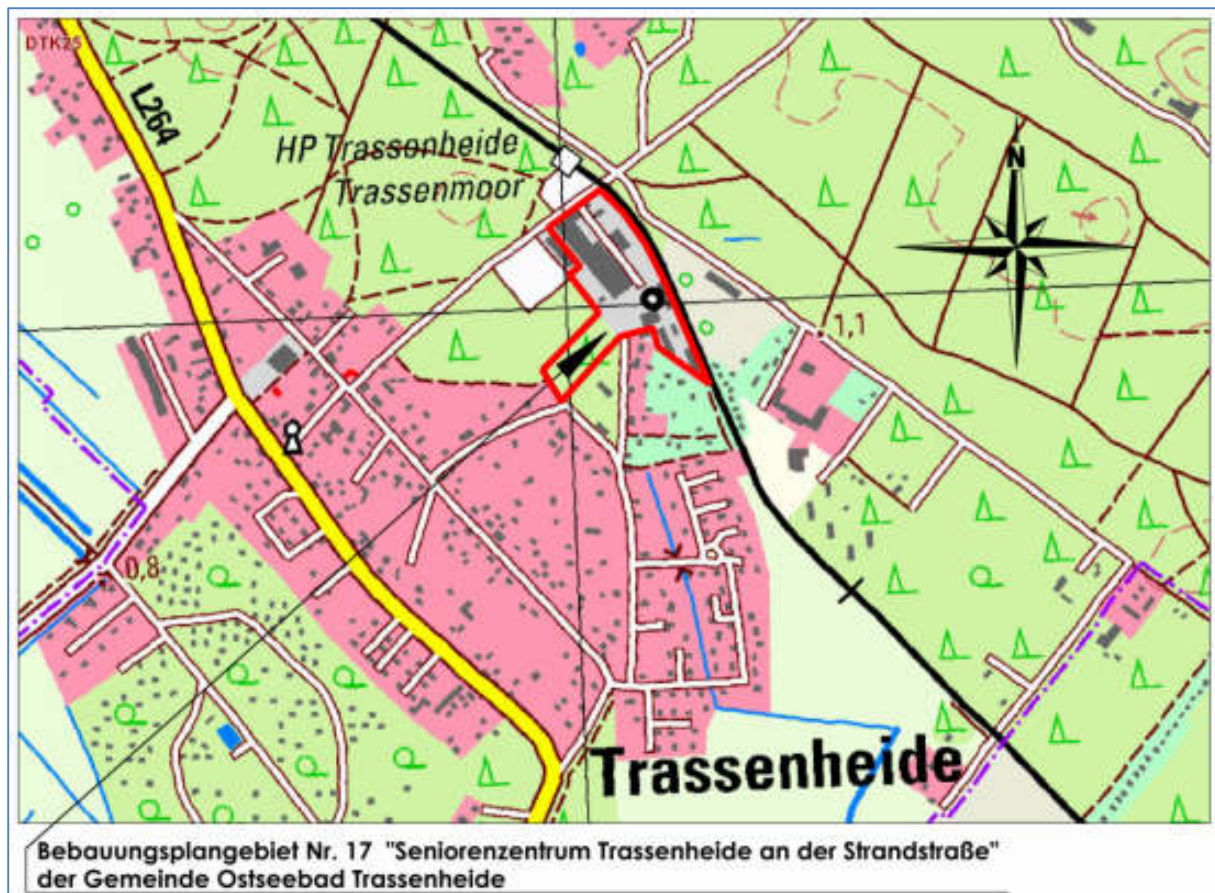 DTK25
L264
HP Trassonheide
Trassenmoor
N
1,1
0,8
Trassenheide
Bebauungsplangebiet Nr. 17 "Seniorenzentrum Trassenheide an der Strandstraße"
der Gemeinde Ostseebad Trassenheide